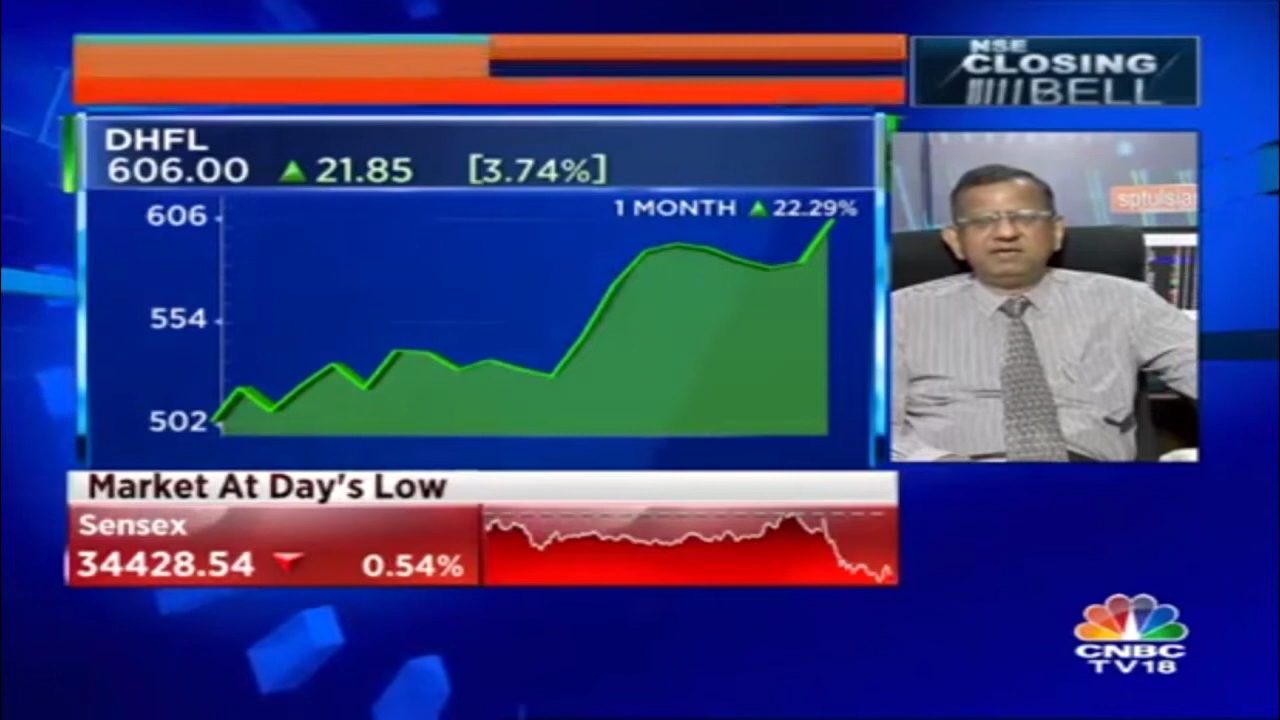 NSE
CLOSING
BELL
DHFL
606.00 ▲ 21.85 [3.74%]
1 MONTH ▲ 22.29%
606
554
502
sptulsia
Market At Day's Low
Sensex
34428.54 ▼ 0.54%
CNBC
TV18